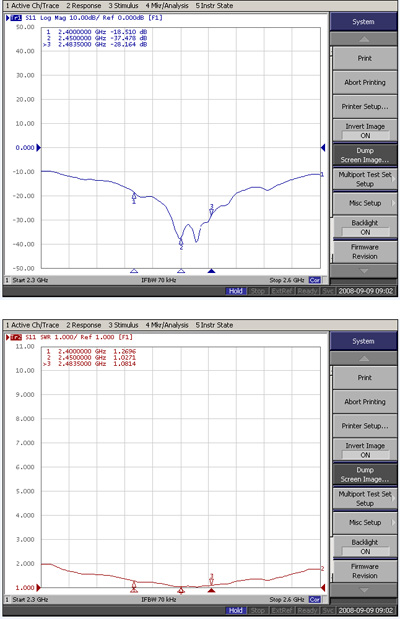 1 Active Ch/Trace 2 Response 3 Stimulus 4 Mkr/Analysis 5 Instr State
Tr1 S11 Log Mag 10.00dB/ Ref 0.000dB [F1]
50.00
1 2.4000000 GHz -18.510 dB
2 2.4500000 GHz -37.478 dB
>3 2.4835000 GHz -28.164 dB
40.00
30.00
20.00
10.00
0.000
-10.00
-20.00
-30.00
-40.00
-50.00
1
1
2
3
1 Start 2.3 GHz IFBW 70 kHz Stop 2.6 GHz Cor
Hold Stop ExtRef Ready Svc 2008-09-09 09:02
System
Print
Abort Printing
Printer Setup...
Invert Image
ON
Dump
Screen Image...
Multiport Test Set
Setup
Misc Setup
Backlight
ON
Firmware
Revision
1 Active Ch/Trace 2 Response 3 Stimulus 4 Mkr/Analysis 5 Instr State
Tr2 S11 SWR 1.000/ Ref 1.000 [F1]
11.00
1 2.4000000 GHz 1.2696
2 2.4500000 GHz 1.0271
>3 2.4835000 GHz 1.0814
10.00
9.000
8.000
7.000
6.000
5.000
4.000
3.000
2.000
1.000
2
1
2
3
1 Start 2.3 GHz IFBW 70 kHz Stop 2.6 GHz Cor
Hold Stop ExtRef Ready Svc 2008-09-09 09:02
System
Print
Abort Printing
Printer Setup...
Invert Image
ON
Dump
Screen Image...
Multiport Test Set
Setup
Misc Setup
Backlight
ON
Firmware
Revision